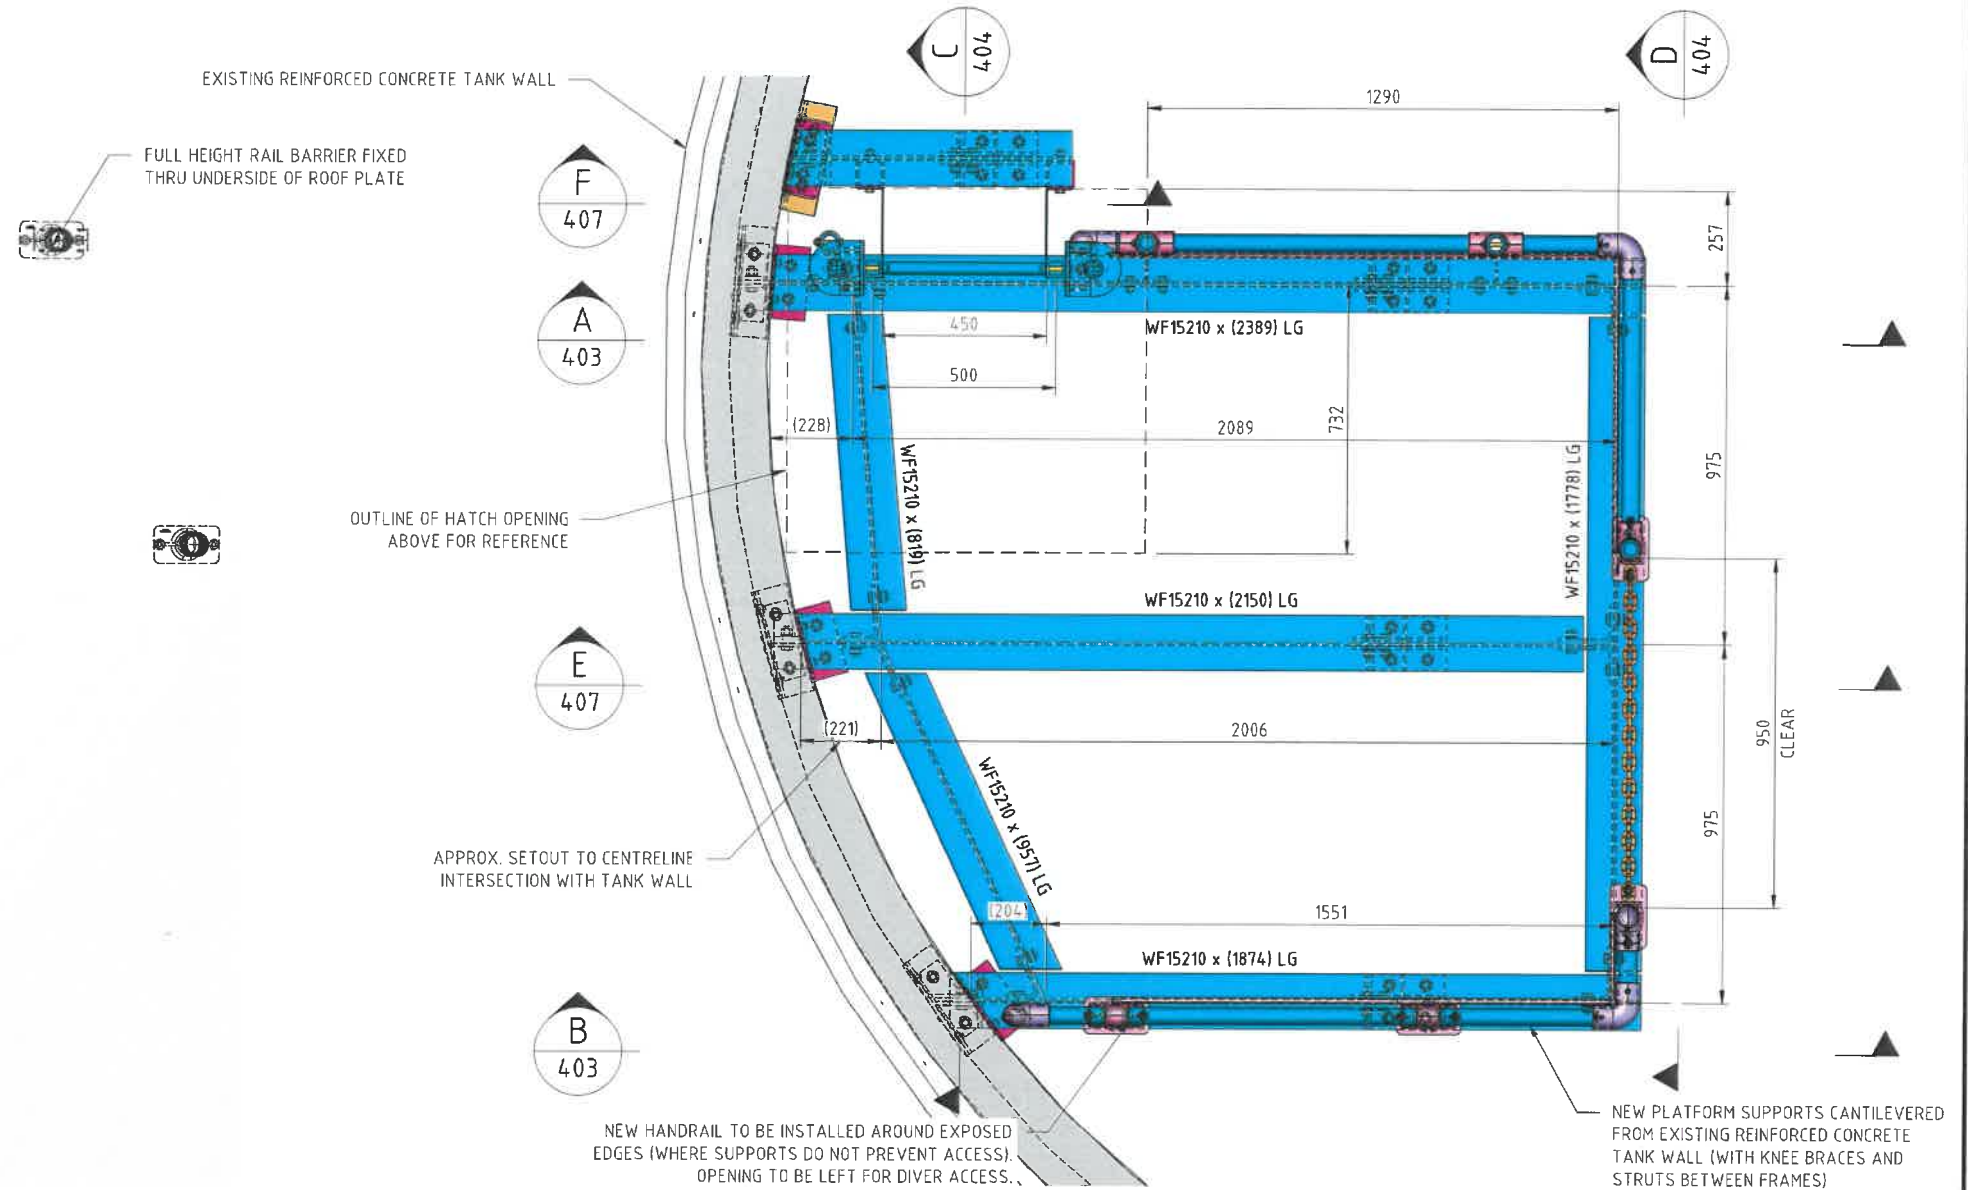 C
404
D
404
EXISTING REINFORCED CONCRETE TANK WALL
1290
FULL HEIGHT RAIL BARRIER FIXED
THRU UNDERSIDE OF ROOF PLATE
F
407
257
A
403
450
WF15210 x (2389) LG
500
732
(228)
2089
975
WF15210 x (819) LG
WF15210 x (1778) LG
OUTLINE OF HATCH OPENING
ABOVE FOR REFERENCE
WF15210 x (2150) LG
E
407
(221)
2006
950
CLEAR
WF15210 x (957) LG
975
APPROX. SETOUT TO CENTRELINE
INTERSECTION WITH TANK WALL
(204)
1551
WF15210 x (1874) LG
B
403
NEW HANDRAIL TO BE INSTALLED AROUND EXPOSED
EDGES (WHERE SUPPORTS DO NOT PREVENT ACCESS).
OPENING TO BE LEFT FOR DIVER ACCESS.
NEW PLATFORM SUPPORTS CANTILEVERED
FROM EXISTING REINFORCED CONCRETE
TANK WALL (WITH KNEE BRACES AND
STRUTS BETWEEN FRAMES)